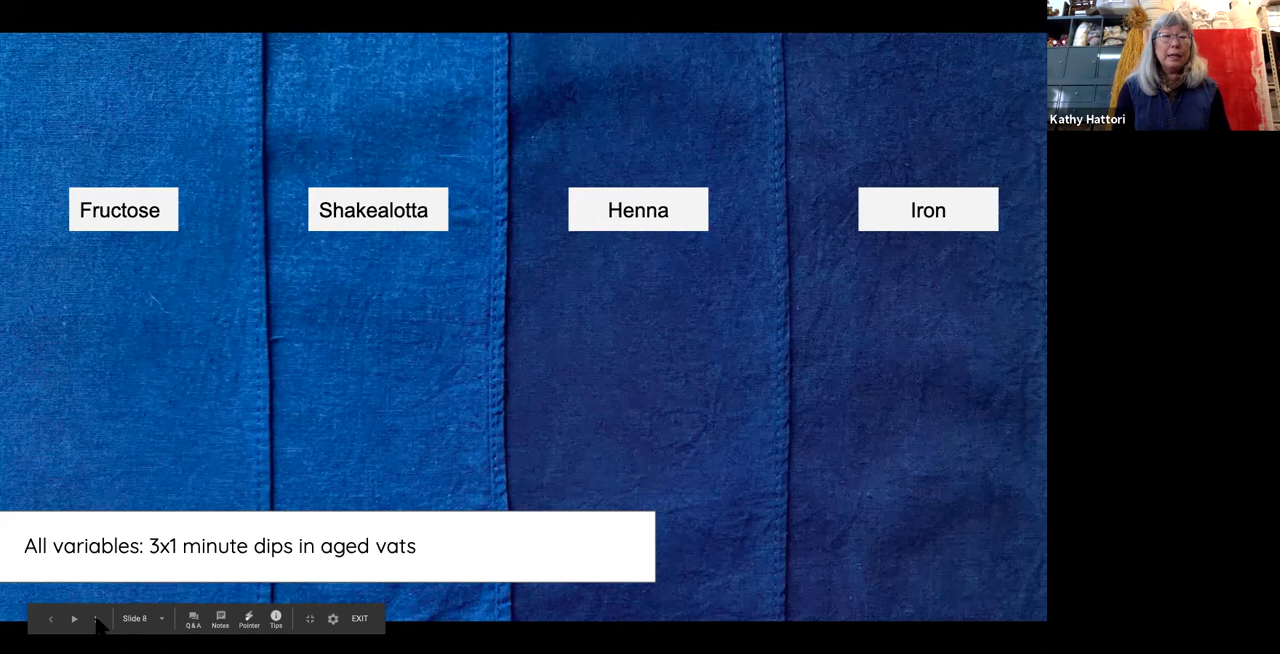 Kathy Hattori
Fructose
Shakealotta
Henna
Iron
All variables: 3x1 minute dips in aged vats
Slide 8
Q & A
Notes
Pointer
Tips
EXIT